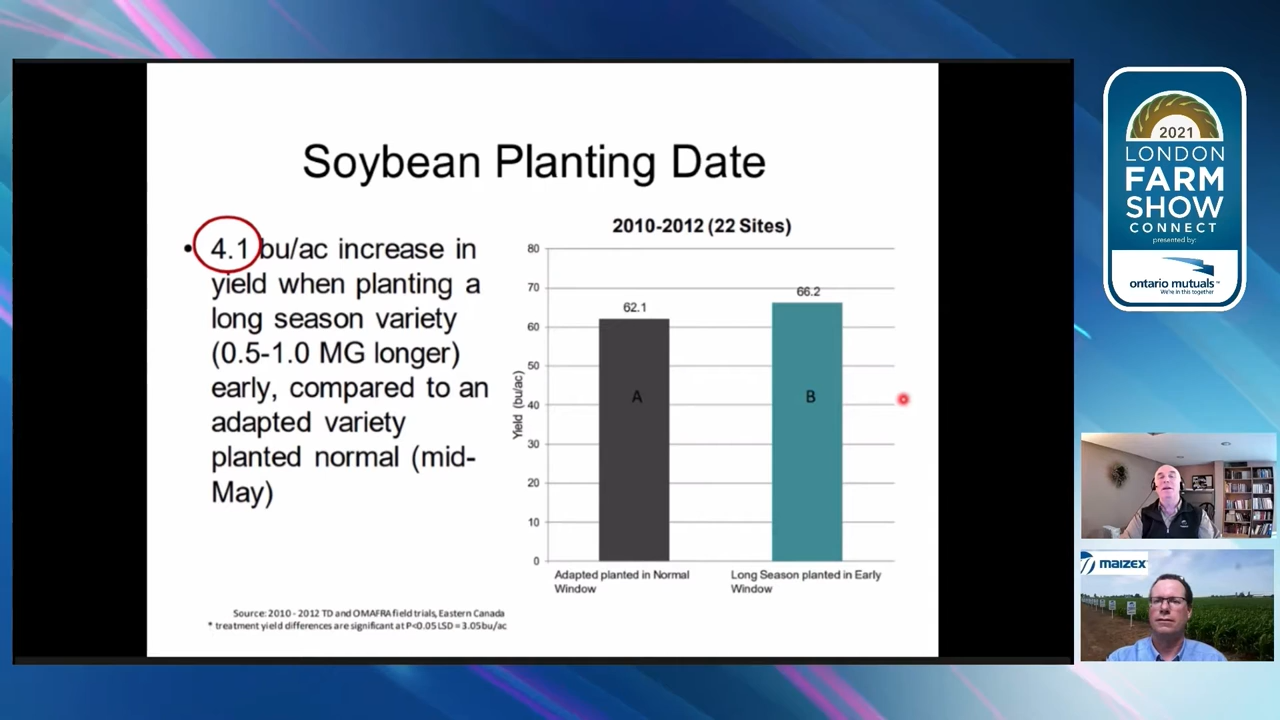 Soybean Planting Date
• 4.1 bu/ac increase in
yield when planting a
long season variety
(0.5-1.0 MG longer)
early, compared to an
adapted variety
planted normal (mid-
May)
2010-2012 (22 Sites)
Yield (bu/ac)
80
70
60
50
40
30
20
10
0
62.1
66.2
A
B
Adapted planted in Normal
Window
Long Season planted in Early
Window
Source: 2010 - 2012 TD and OMAFRA field trials, Eastern Canada
* treatment yield differences are significant at P<0.05 LSD = 3.05bu/ac
2021
LONDON
FARM
SHOW
CONNECT
presented by:
ontario mutuals™
We're in this together
MAIZEX